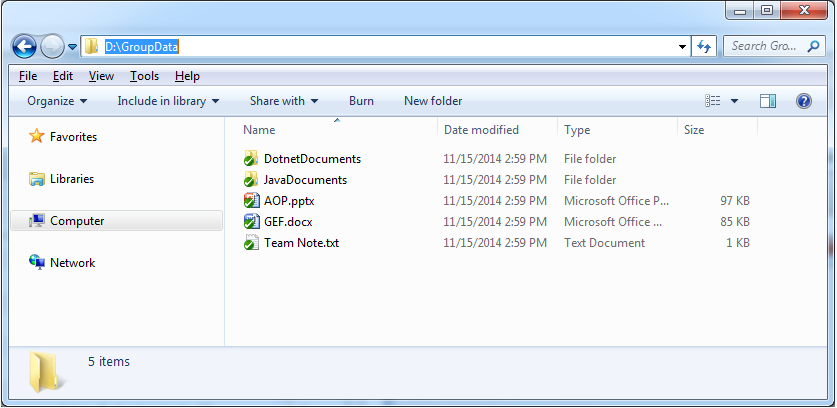 D:\GroupData
Search Gro...
File Edit View Tools Help
Organize Include in library Share with Burn New folder
Name Date modified Type Size
Favorites
Libraries
Computer
Network
DotnetDocuments 11/15/2014 2:59 PM File folder
JavaDocuments 11/15/2014 2:59 PM File folder
AOP.pptx 11/15/2014 2:59 PM Microsoft Office P... 97 KB
GEF.docx 11/15/2014 2:59 PM Microsoft Office ... 85 KB
Team Note.txt 11/15/2014 2:59 PM Text Document 1 KB
5 items